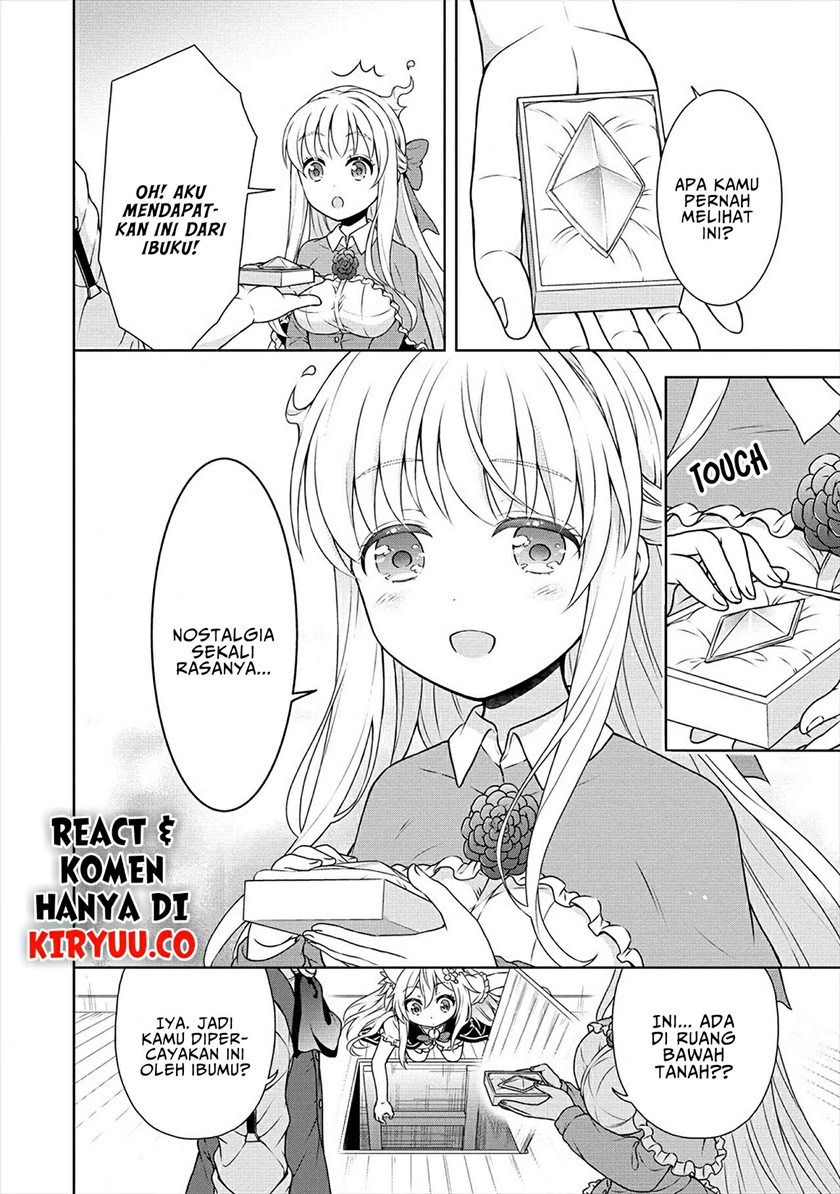 APA KAMU
PERNAH
MELIHAT
INI?
OH! AKU
MENDAPAT-
KAN INI DARI
IBUKU!
TOUCH
NOSTALGIA
SEKALI
RASANYA...
REACT &
KOMEN
HANYA DI
KIRYUU.CO
INI... ADA
DI RUANG
BAWAH
TANAH??
IYA. JADI
KAMU DIPER-
CAYAKAN INI
OLEH IBUMU?